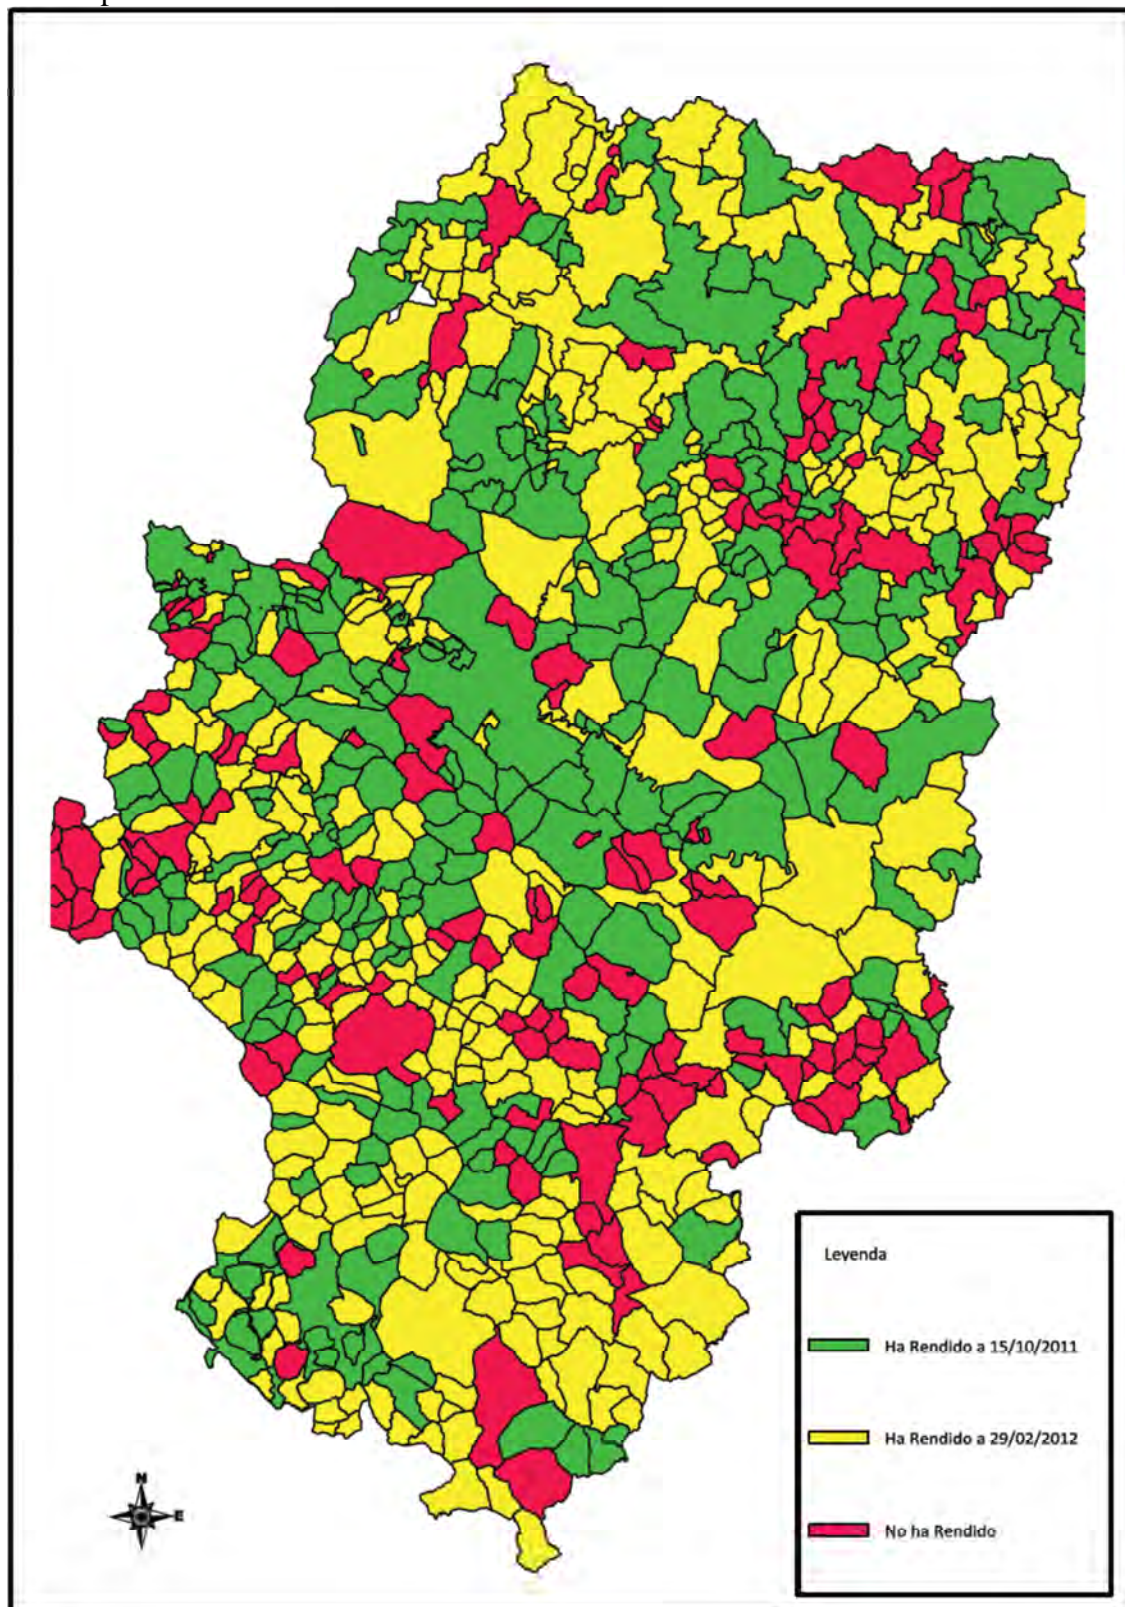 Leyenda
Ha Rendido a 15/10/2011
Ha Rendido a 29/02/2012
No ha Rendido
N
E